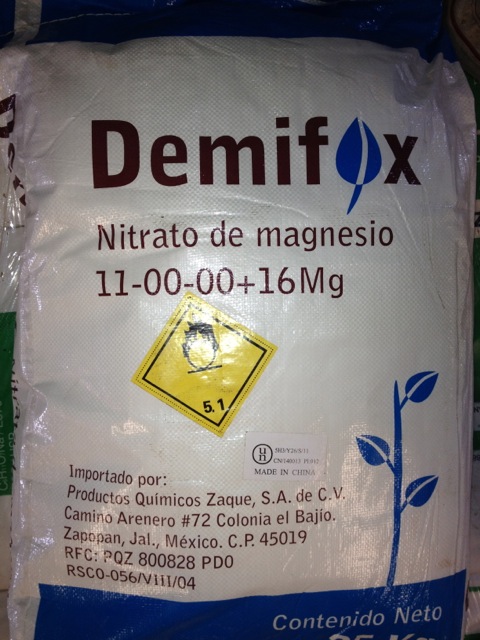 Demifox
Nitrato de magnesio
11-00-00+16Mg
5.1
UN
MADE IN CHINA
Importado por:
Productos Químicos Zaque, S.A. de C.V.
Camino Arenero #72 Colonia el Bajio.
Zapopan, Jal., México. C.P. 45019
RFC: PQZ 800828 PD0
RSCO-056/VIII/04
Contenido Neto